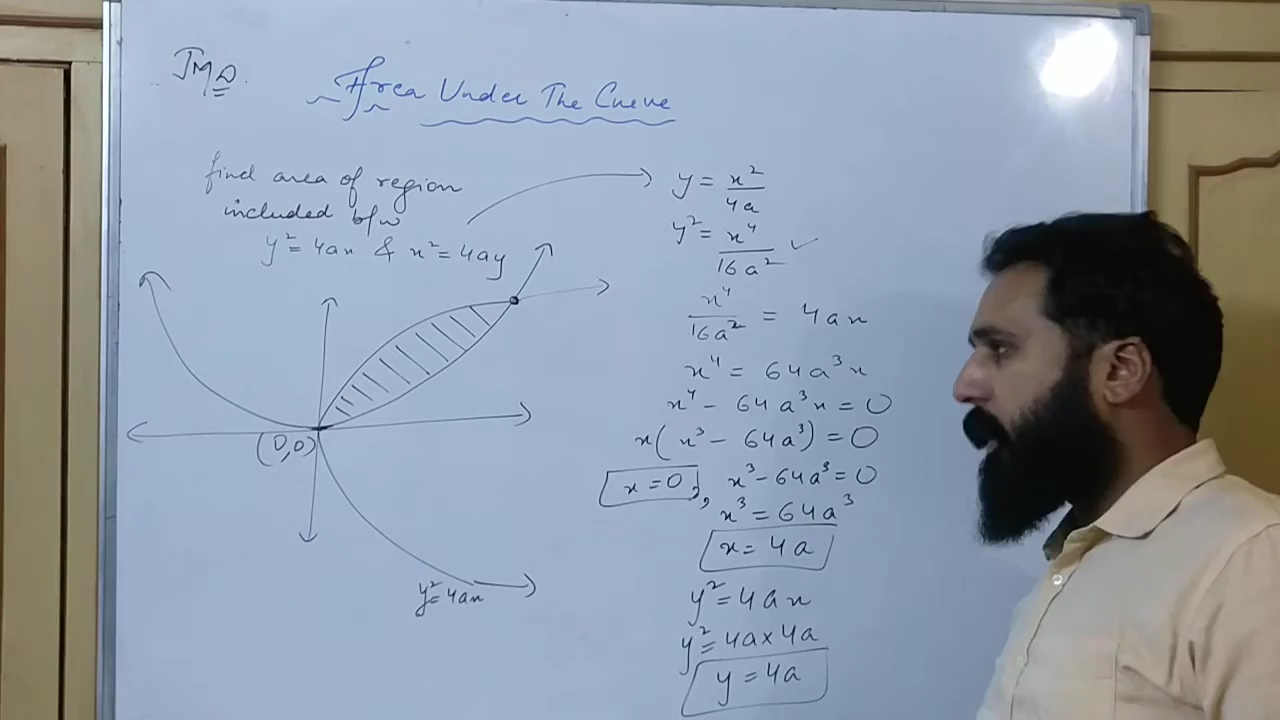 JMD.
Area Under The Curve
find area of region
included b/w
y² = 4ax & x² = 4ay
(0,0)
y² = 4ax
y = x²/4a
y² = x⁴/16a² ✓
x⁴/16a² = 4ax
x⁴ = 64a³x
x⁴ - 64a³x = 0
x(x³ - 64a³) = 0
x = 0, x³ - 64a³ = 0
x³ = 64a³
x = 4a
y² = 4ax
y² = 4a×4a
y = 4a